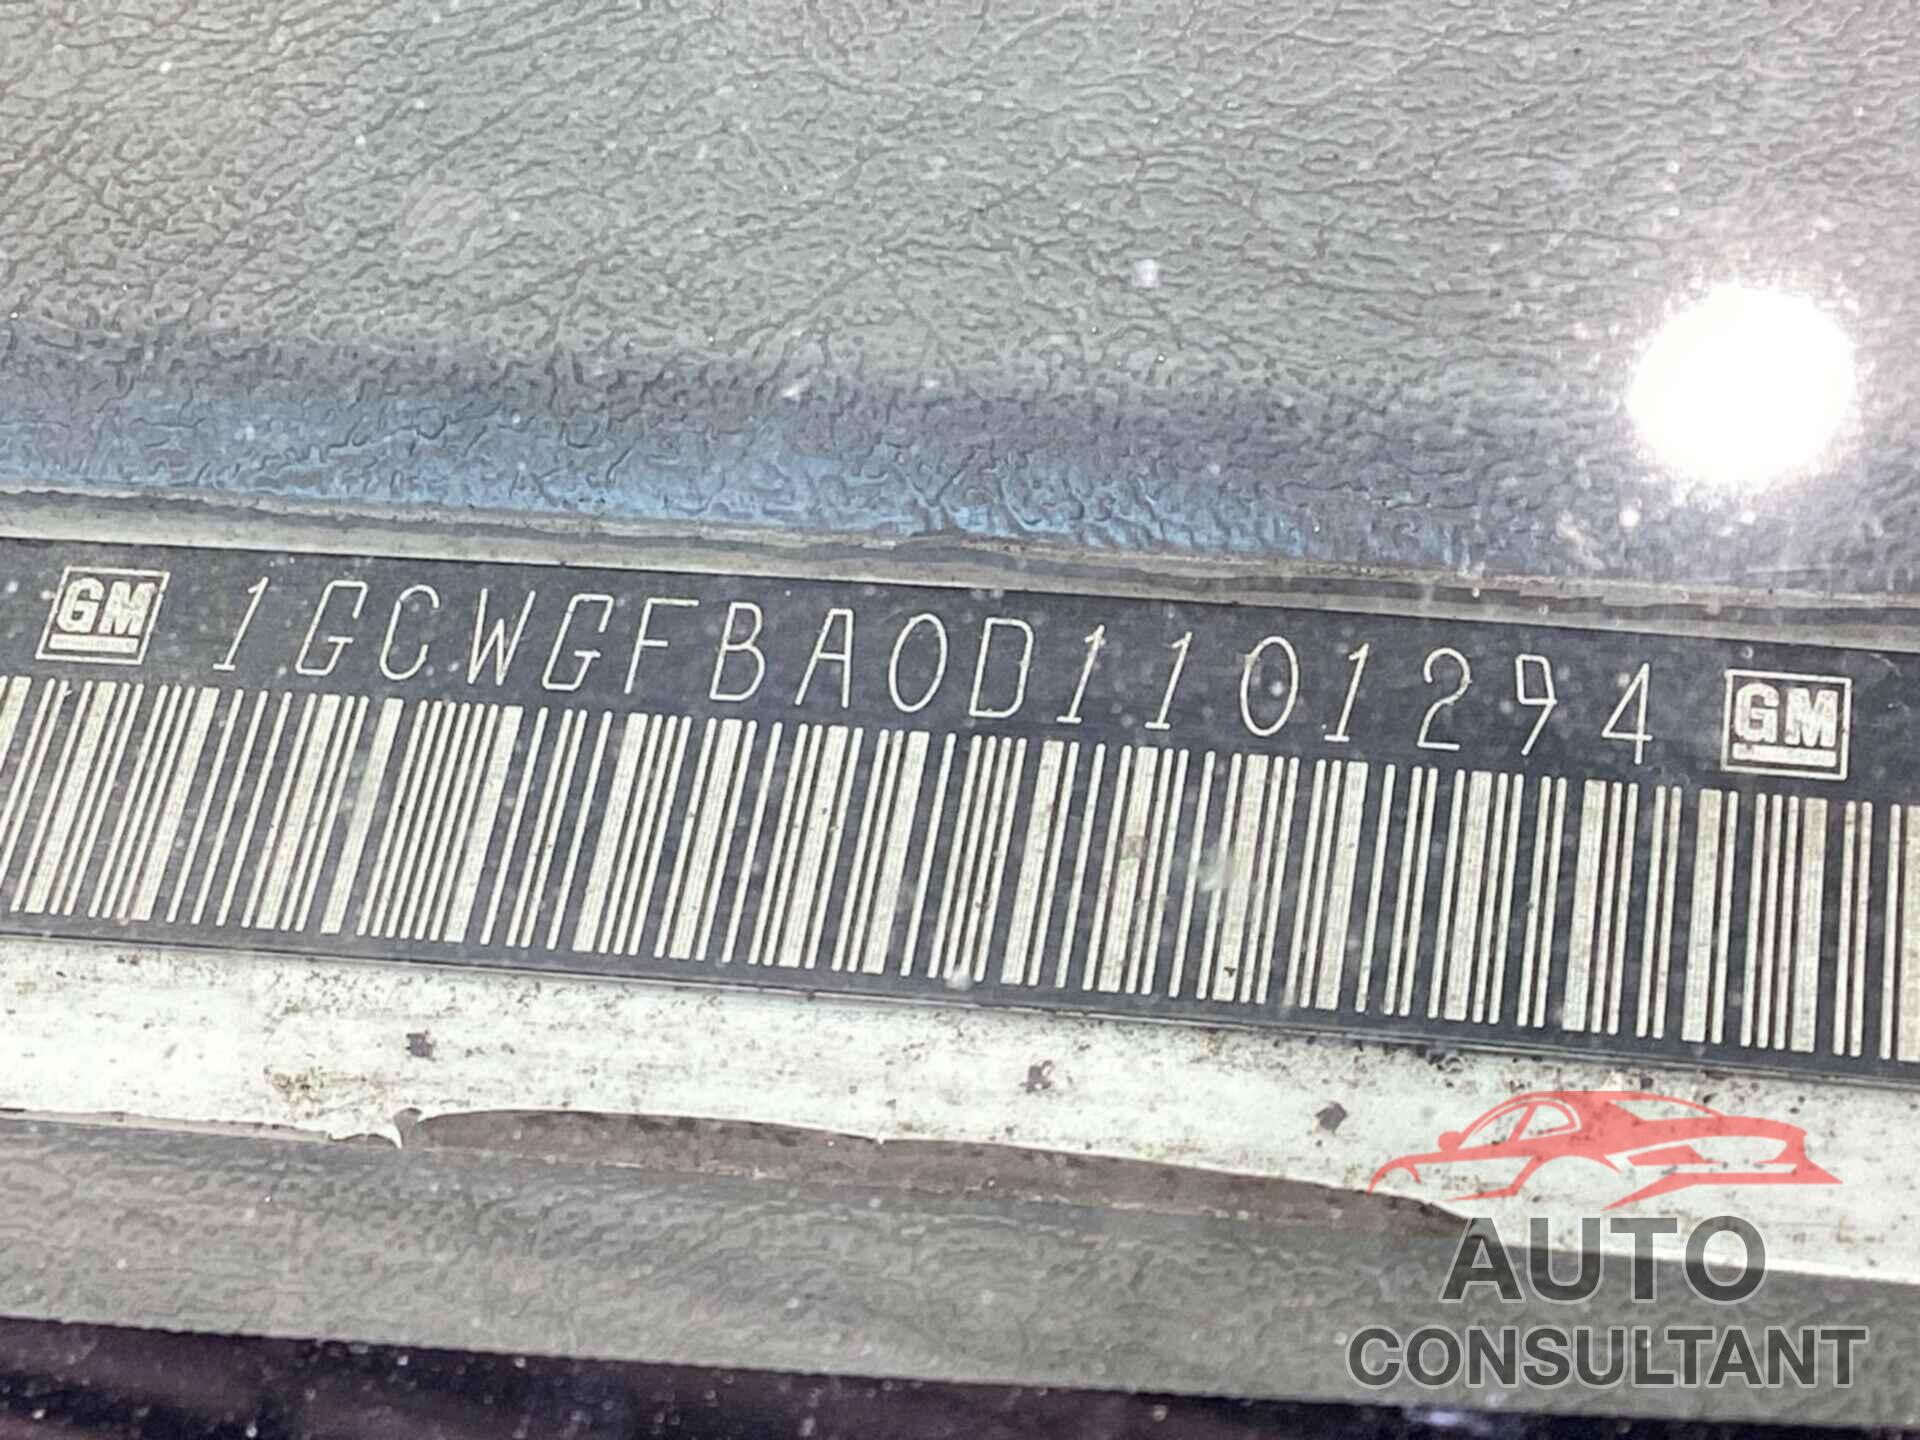 GM 1GCWGFBA0D1101294 GM
AUTO
CONSULTANT